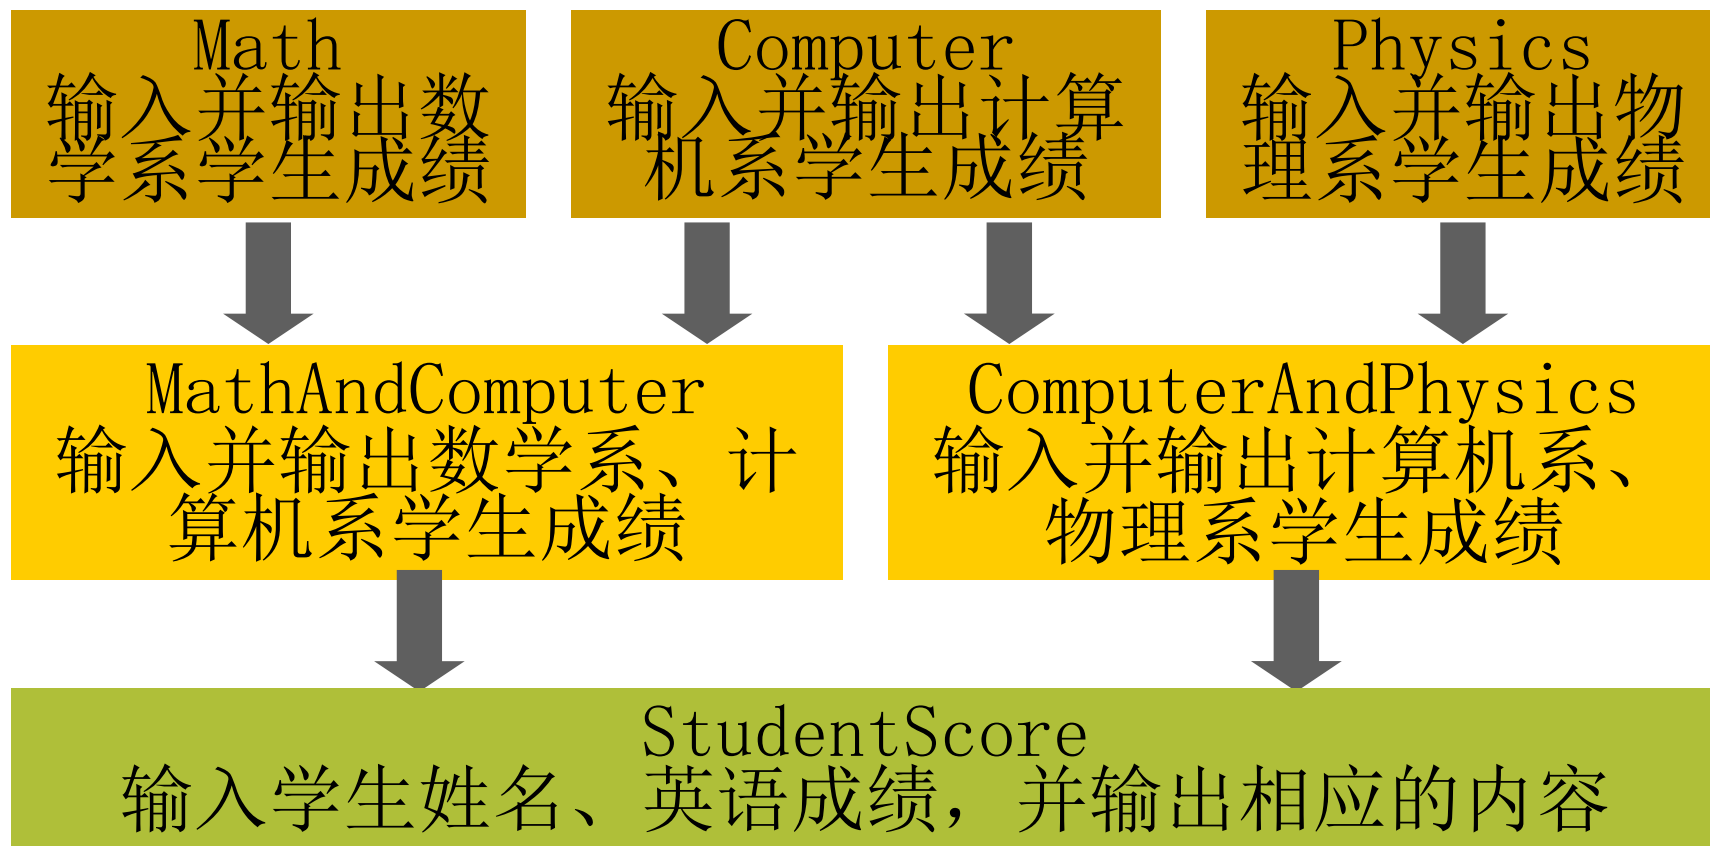 Math
输入并输出数
学系学生成绩
Computer
输入并输出计算
机系学生成绩
Physics
输入并输出物
理系学生成绩
MathAndComputer
输入并输出数学系、计
算机系学生成绩
ComputerAndPhysics
输入并输出计算机系、
物理系学生成绩
StudentScore
输入学生姓名、英语成绩，并输出相应的内容